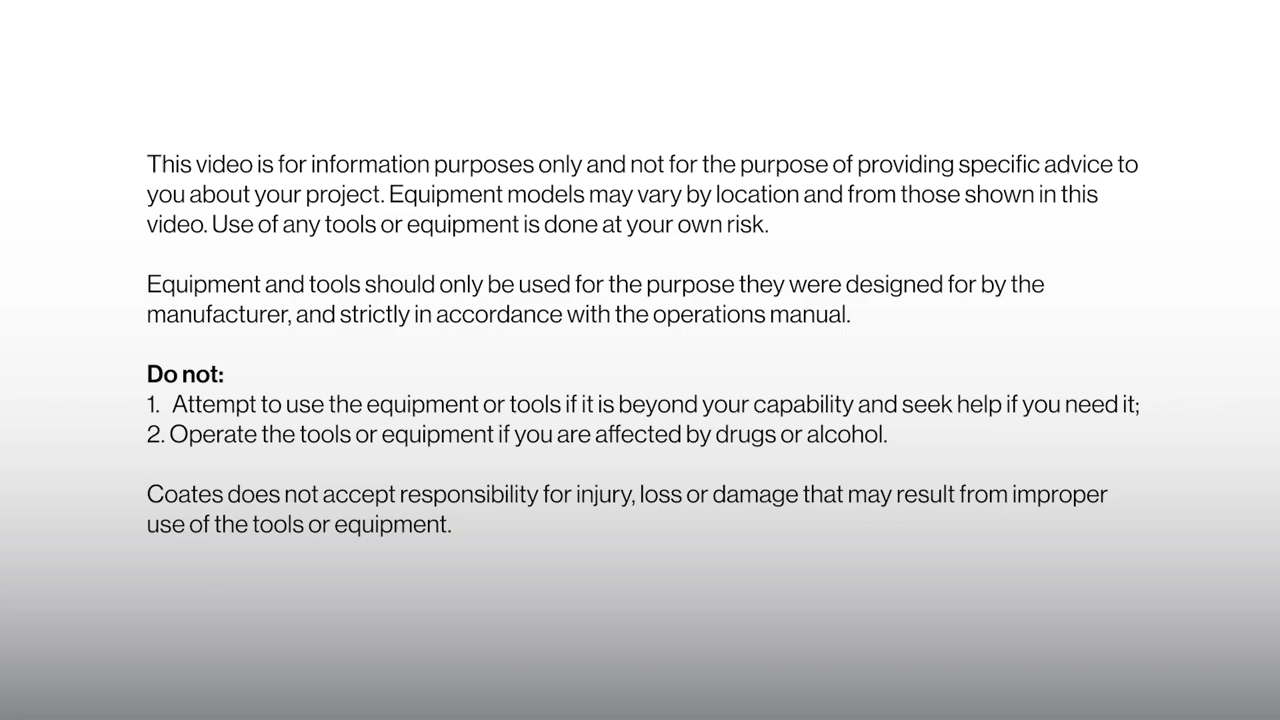 This video is for information purposes only and not for the purpose of providing specific advice to
you about your project. Equipment models may vary by location and from those shown in this
video. Use of any tools or equipment is done at your own risk.
Equipment and tools should only be used for the purpose they were designed for by the
manufacturer, and strictly in accordance with the operations manual.
Do not:
1. Attempt to use the equipment or tools if it is beyond your capability and seek help if you need it;
2. Operate the tools or equipment if you are affected by drugs or alcohol.
Coates does not accept responsibility for injury, loss or damage that may result from improper
use of the tools or equipment.